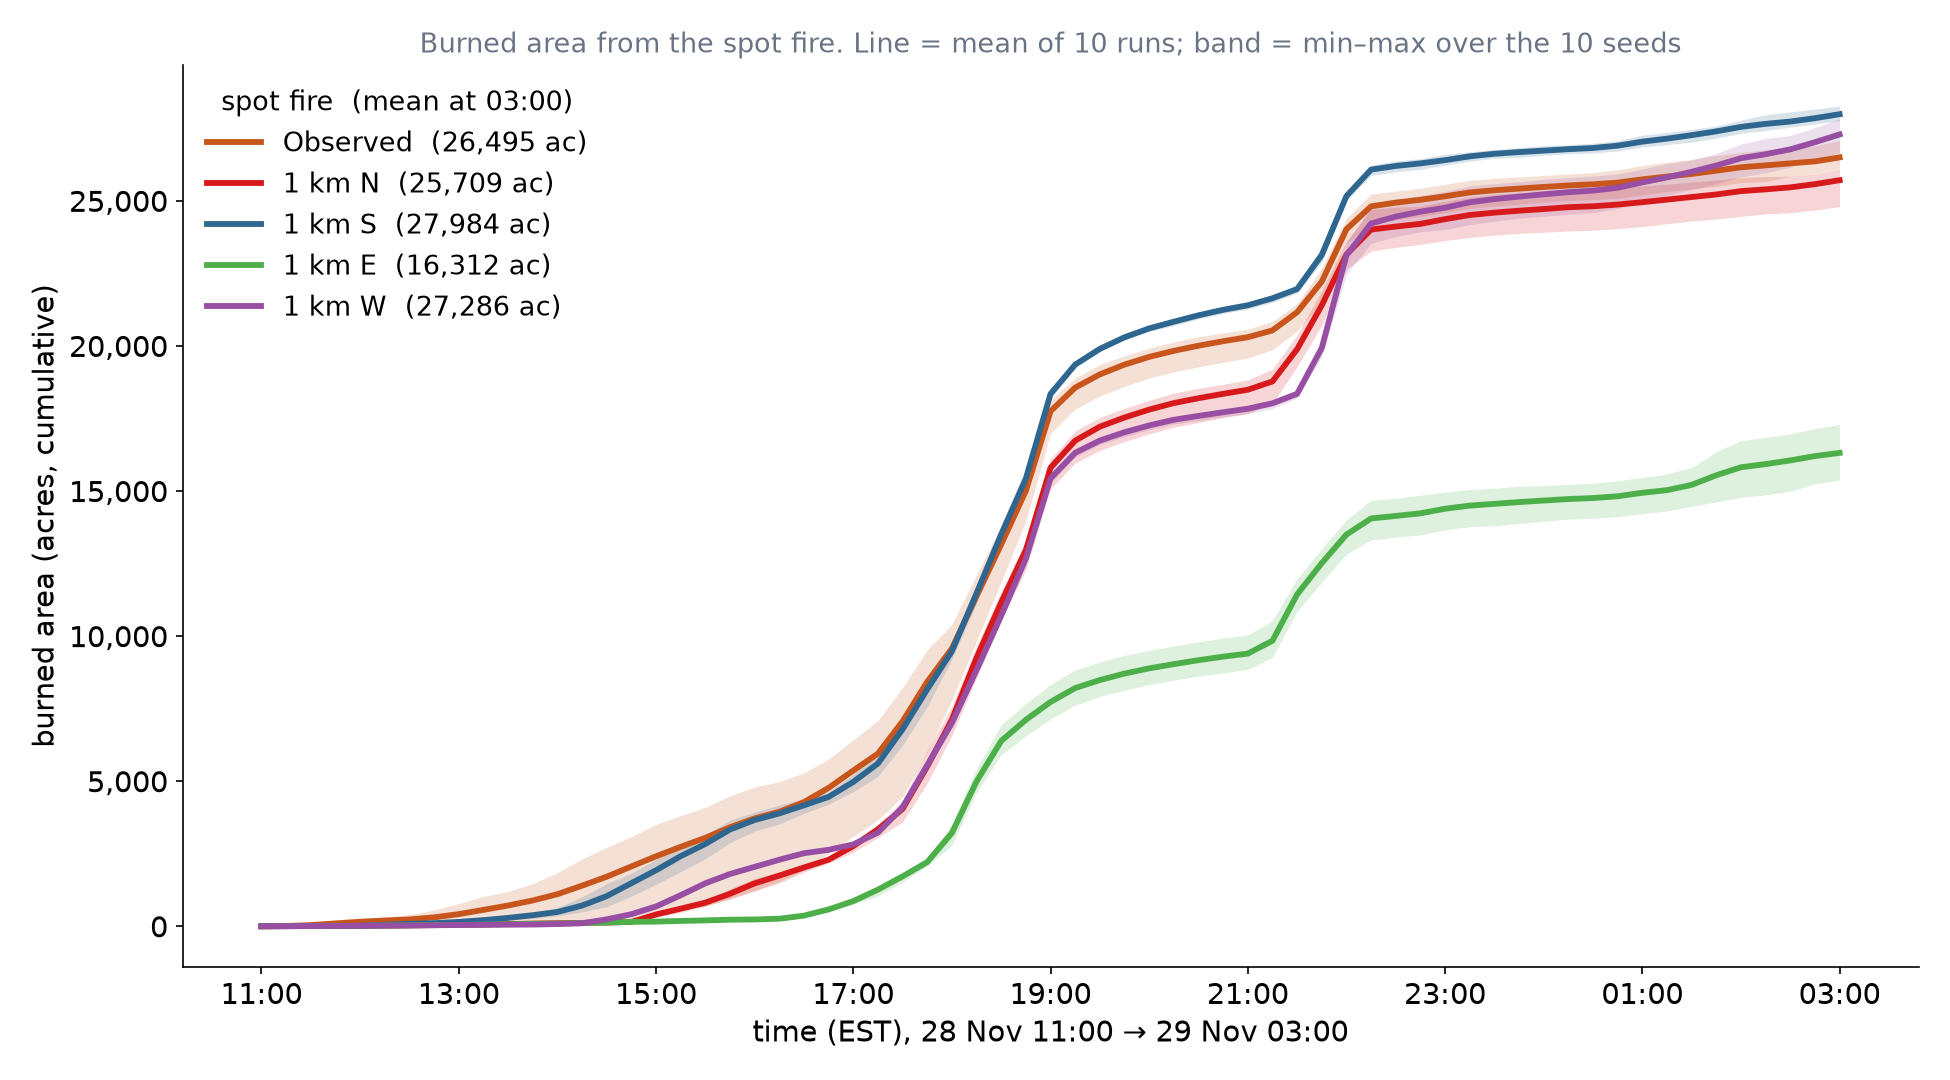 Burned area from the spot fire. Line = mean of 10 runs; band = min–max over the 10 seeds
spot fire  (mean at 03:00)
Observed  (26,495 ac)
1 km N  (25,709 ac)
1 km S  (27,984 ac)
1 km E  (16,312 ac)
1 km W  (27,286 ac)
burned area (acres, cumulative)
25,000
20,000
15,000
10,000
5,000
0
11:00 13:00 15:00 17:00 19:00 21:00 23:00 01:00 03:00
time (EST), 28 Nov 11:00 → 29 Nov 03:00